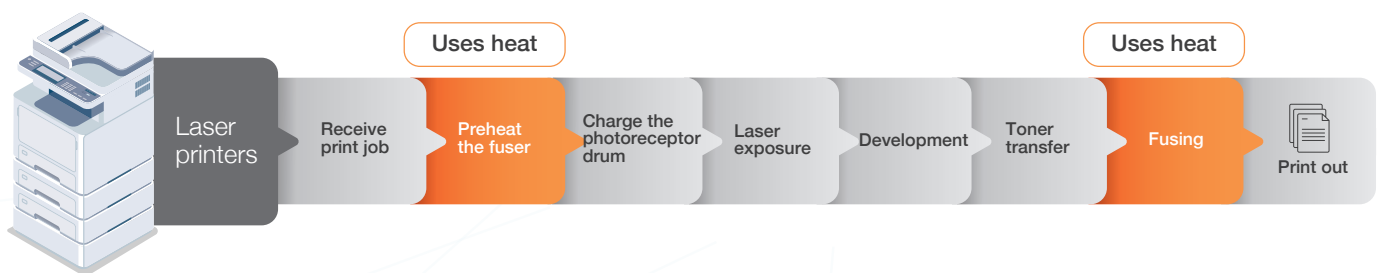 Uses heat
Uses heat
Laser
printers
Receive
print job
Preheat
the fuser
Charge the
photoreceptor
drum
Laser
exposure
Development
Toner
transfer
Fusing
Print out